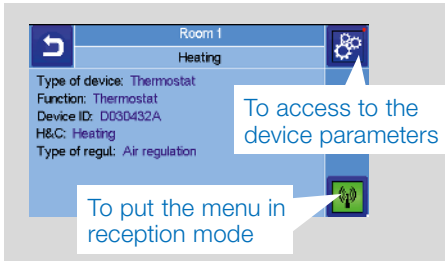 Room 1
Heating
Type of device: Thermostat
Function: Thermostat
Device ID: D030432A
H&C: Heating
Type of regul: Air regulation
To access to the
device parameters
To put the menu in
reception mode